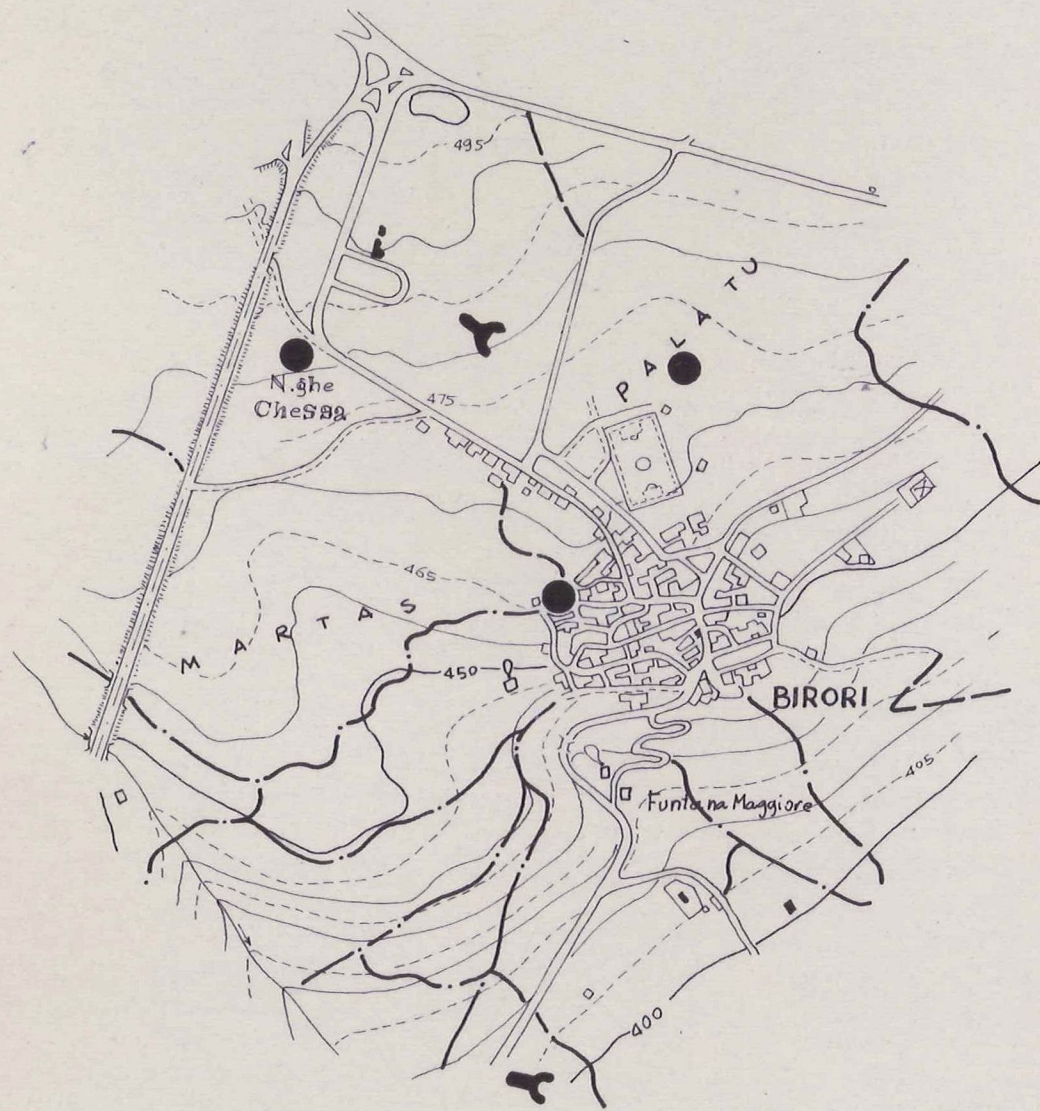 495
PALATU
N.ghe
Chessa
475
465
MARTAS
450
BIRORI
405
Funtana Maggiore
400